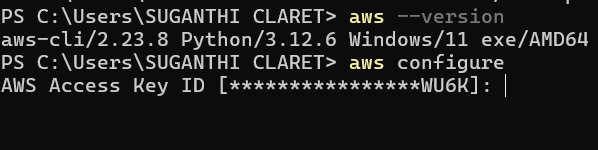 PS C:\Users\SUGANTHI CLARET> aws --version
aws-cli/2.23.8 Python/3.12.6 Windows/11 exe/AMD64
PS C:\Users\SUGANTHI CLARET> aws configure
AWS Access Key ID [****************WU6K]: